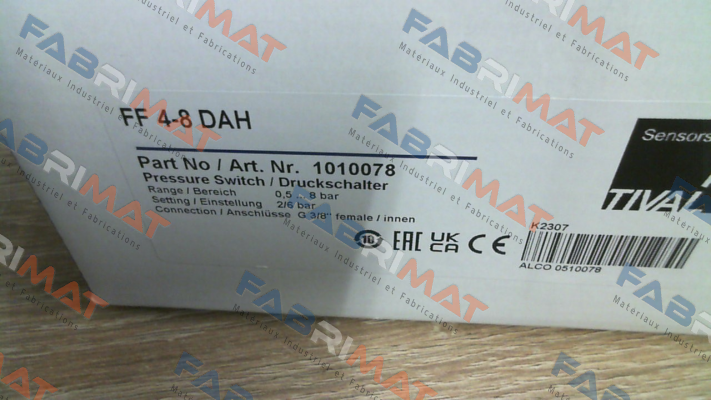 FF 4-8 DAH
Part No / Art. Nr. 1010078
Pressure Switch / Druckschalter
Range / Bereich 0,5 .. 8 bar
Setting / Einstellung 2/6 bar
Connection / Anschlüsse G 3/8" female / innen
10 EAC UK CA CE
Sensors
TIVAL
K2307
ALCO 0510078
FABRIMAT
Matériaux Industriel et Fabrications